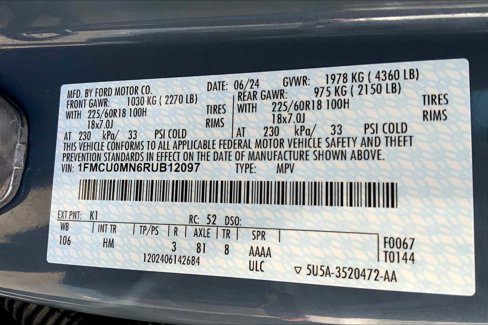 MFD. BY FORD MOTOR CO. DATE: 06/24 GVWR: 1978 KG ( 4360 LB)
FRONT GAWR: 1030 KG ( 2270 LB) REAR GAWR: 975 KG ( 2150 LB)
WITH 225/60R18 100H TIRES WITH 225/60R18 100H TIRES
18x7.0J RIMS 18x7.0J RIMS
AT 230 kPa/ 33 PSI COLD AT 230 kPa/ 33 PSI COLD
THIS VEHICLE CONFORMS TO ALL APPLICABLE FEDERAL MOTOR VEHICLE SAFETY AND THEFT
PREVENTION STANDARDS IN EFFECT ON THE DATE OF MANUFACTURE SHOWN ABOVE.
VIN: 1FMCU0MN6RUB12097 TYPE: MPV
EXT PNT: K1 RC: 52 DSO:
WB INT TR TP/PS R AXLE TR SPR F0067
106 HM 3 81 8 AAAA T0144
1202406142684 ULC ▽ 5U5A-3520472-AA